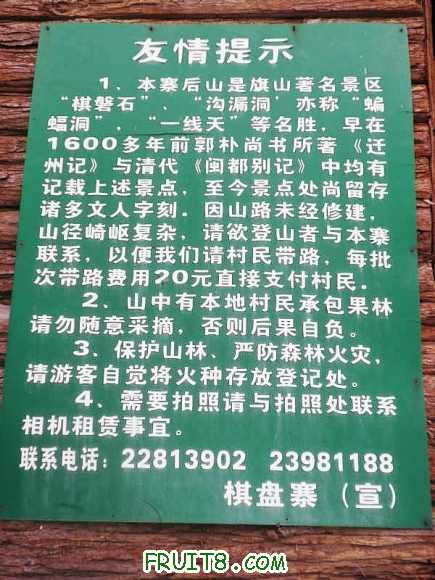 友情提示
1、本寨后山是旗山著名景区
“棋磐石”、“沟漏洞’亦称“蝙
蝠洞”，“一线天”等名胜，早在
1600多年前郭朴尚书所著《迁
州记》与清代《闽都别记》中均有
记载上述景点，至今景点处尚留存
诸多文人字刻．因山路未经修建，
山径崎岖复杂，请欲登山者与本寨
联系，以便我们请村民带路，每批
次带路费用20元直接支付村民。
2、山中有本地村民承包果林
请勿随意采摘，否则后果自负。
3、保护山林、严防森林火灾，
请游客自觉将火种存放登记处。
4、需要拍照请与拍照处联系
相机租赁事宜。
联系电话：22813902 23981188
棋盘寨（宣）
FRUIT8.COM